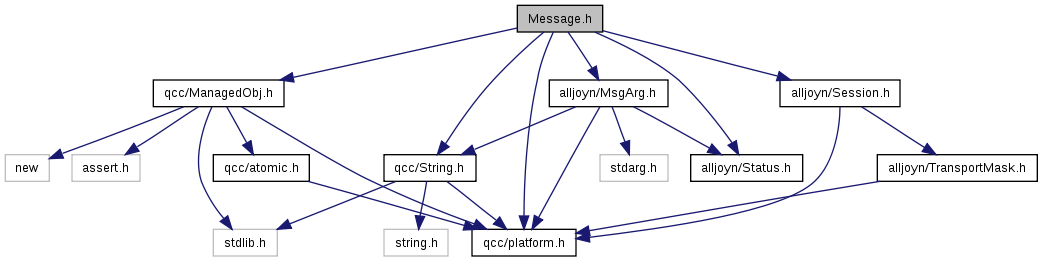 Message.h
qcc/ManagedObj.h
alljoyn/MsgArg.h
alljoyn/Session.h
new
assert.h
qcc/atomic.h
qcc/String.h
stdarg.h
alljoyn/Status.h
alljoyn/TransportMask.h
stdlib.h
string.h
qcc/platform.h